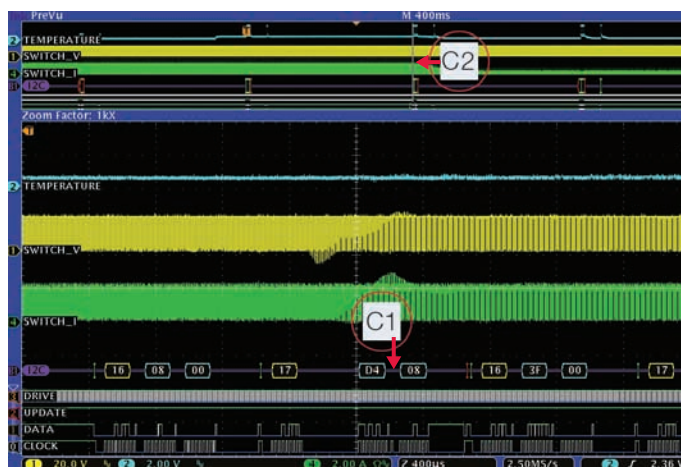 PreVu M 400ms
T
2 TEMPERATURE
1 SWITCH_V
C2
4 SWITCH_I
I2C
Zoom Factor: 1kX
T
2 TEMPERATURE
1 SWITCH_V
4 SWITCH_I
C1
I2C 16 08 00 17 D4 08 16 3f 00 17
DRIVE
UPDATE
DATA
CLOCK
1 20.0 V 2 2.00 V 4 2.00 A Z 400µs 2.50MS/s 2 2.36 V